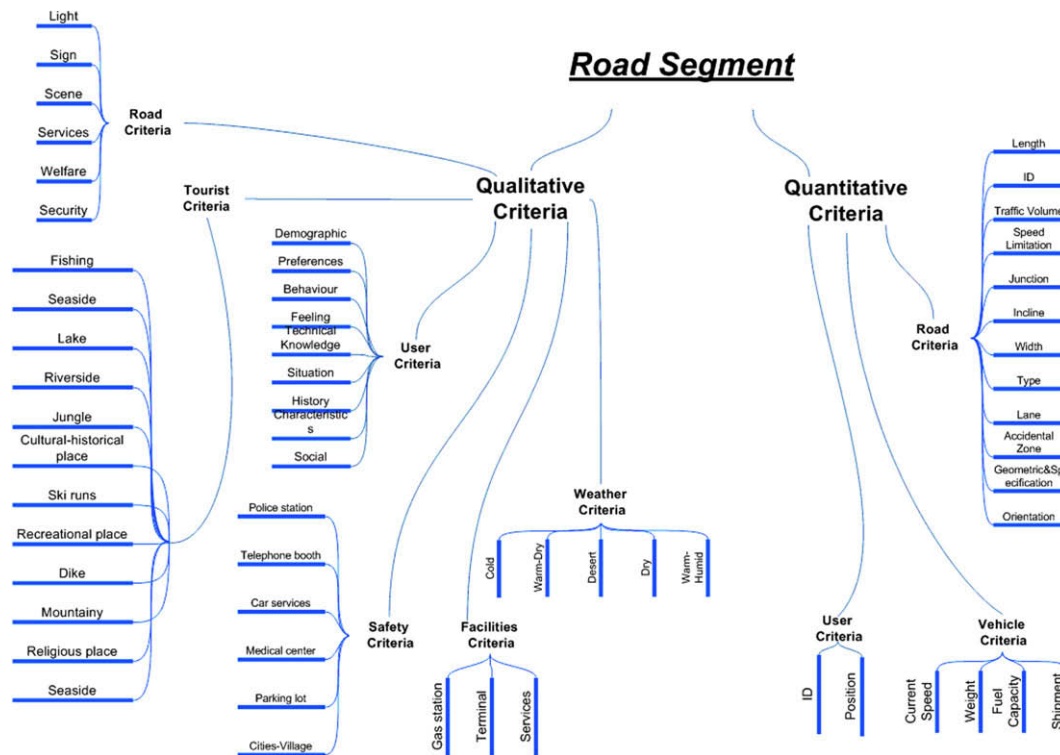 Road Segment
Qualitative
Criteria
Quantitative
Criteria
Road
Criteria
Light
Sign
Scene
Services
Welfare
Security
Tourist
Criteria
Fishing
Seaside
Lake
Riverside
Jungle
Cultural-historical
place
Ski runs
Recreational place
Dike
Mountainy
Religious place
Seaside
User
Criteria
Demographic
Preferences
Behaviour
Feeling
Technical
Knowledge
Situation
History
Characteristic
s
Social
Safety
Criteria
Police station
Telephone booth
Car services
Medical center
Parking lot
Cities-Village
Facilities
Criteria
Gas station
Terminal
Services
Weather
Criteria
Cold
Warm-Dry
Desert
Dry
Warm-
Humid
User
Criteria
ID
Position
Vehicle
Criteria
Current
Speed
Weight
Fuel
Capacity
Shipment
Road
Criteria
Length
ID
Traffic Volume
Speed
Limitation
Junction
Incline
Width
Type
Lane
Accidental
Zone
Geometric&Sp
ecification
Orientation